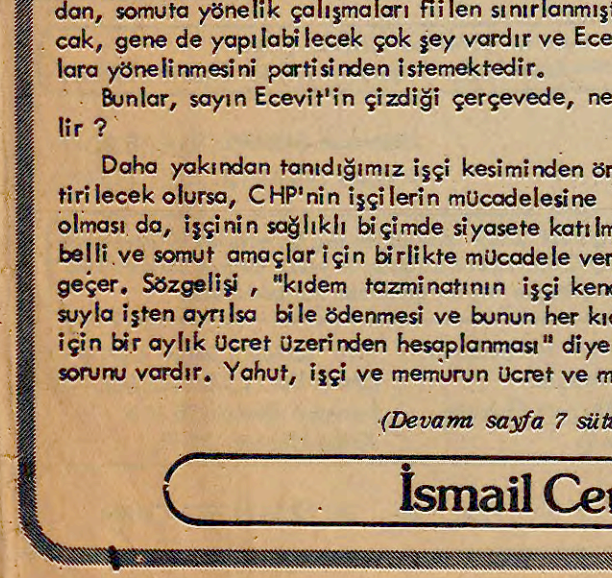 dan, somuta yönelik çalışmaları fiilen sınırlanmışt
cak, gene de yapılabilecek çok şey vardır ve Ece
lara yönelinmesini partisinden istemektedir.
Bunlar, sayın Ecevit'in çizdiği çerçevede, ne
lir ?
Daha yakından tanıdığımız işçi kesiminden ör
tirilecek olursa, CHP'nin işçilerin mücadelesine
olması da, işçinin sağlıklı biçimde siyasete katılm
belli ve somut amaçlar için birlikte mücadele ver
geçer. Sözgelişi , "kıdem tazminatının işçi kend
suyla işten ayrılsa bile ödenmesi ve bunun her kıd
için bir aylık ücret üzerinden hesaplanması" diye
sorunu vardır. Yahut, işçi ve memurun ücret ve m
(Devamı sayfa 7 süt
İsmail Ce